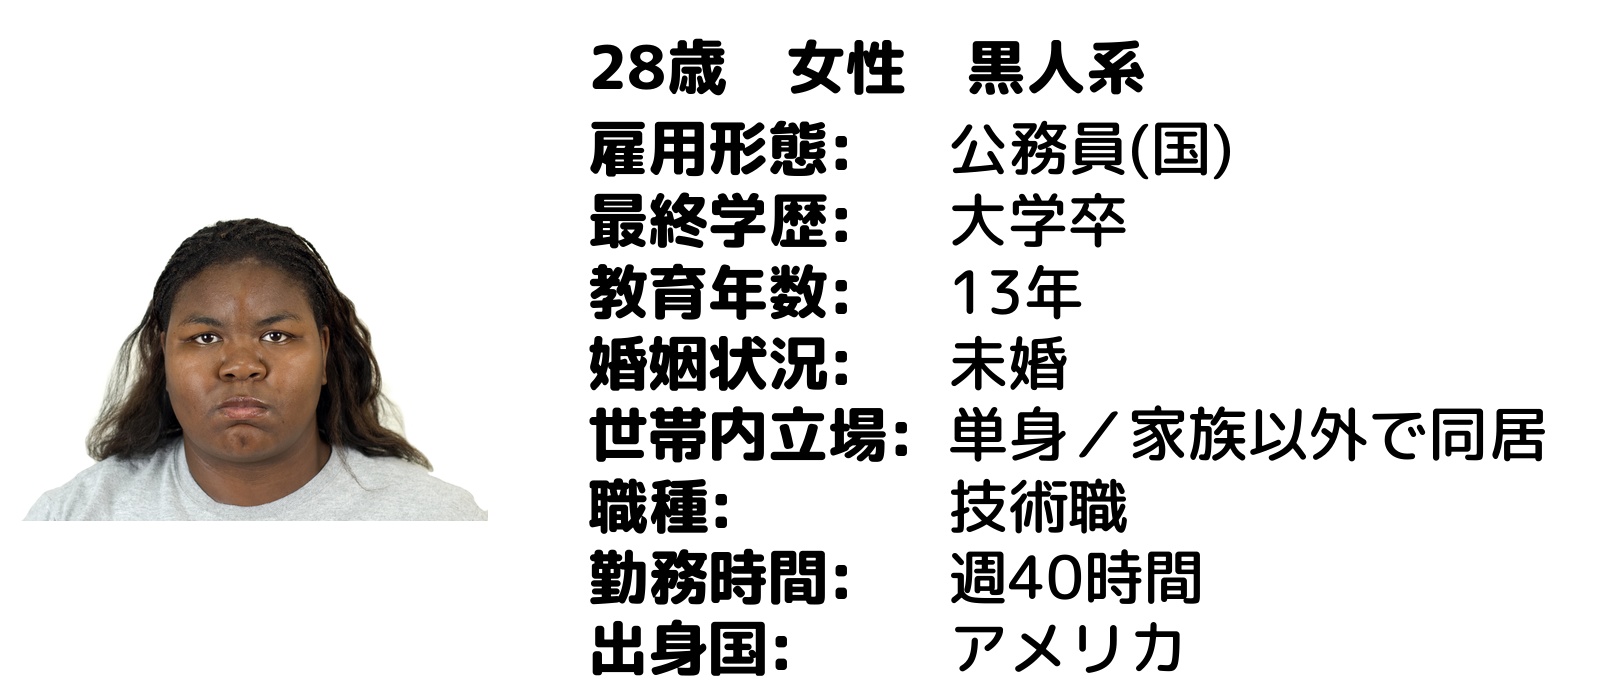 28歳　女性　黒人系
雇用形態:　公務員(国)
最終学歴:　大学卒
教育年数:　13年
婚姻状況:　未婚
世帯内立場:　単身／家族以外で同居
職種:　技術職
勤務時間:　週40時間
出身国:　アメリカ